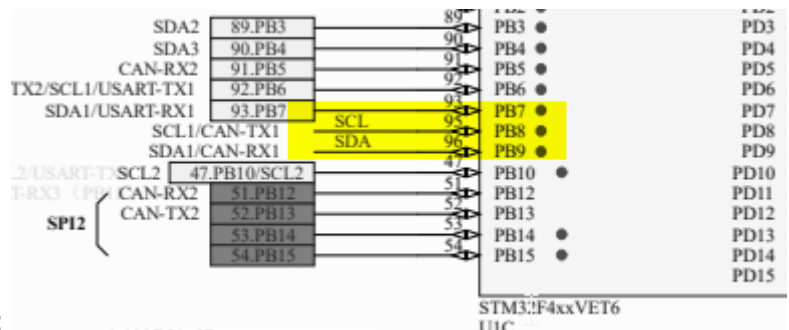 SDA2 89.PB3 89 PB3 PD3
SDA3 90.PB4 90 PB4 PD4
CAN-RX2 91.PB5 91 PB5 PD5
TX2/SCL1/USART-TX1 92.PB6 92 PB6 PD6
SDA1/USART-RX1 93.PB7 93 PB7 PD7
SCL1/CAN-TX1 SCL 95 PB8 PD8
SDA1/CAN-RX1 SDA 96 PB9 PD9
SCL2 47.PB10/SCL2 47 PB10 PD10
CAN-RX2 51.PB12 51 PB12 PD11
CAN-TX2 52.PB13 52 PB13 PD12
SPI2 53.PB14 53 PB14 PD13
54.PB15 54 PB15 PD14
PD15
STM32F4xxVET6
U1C